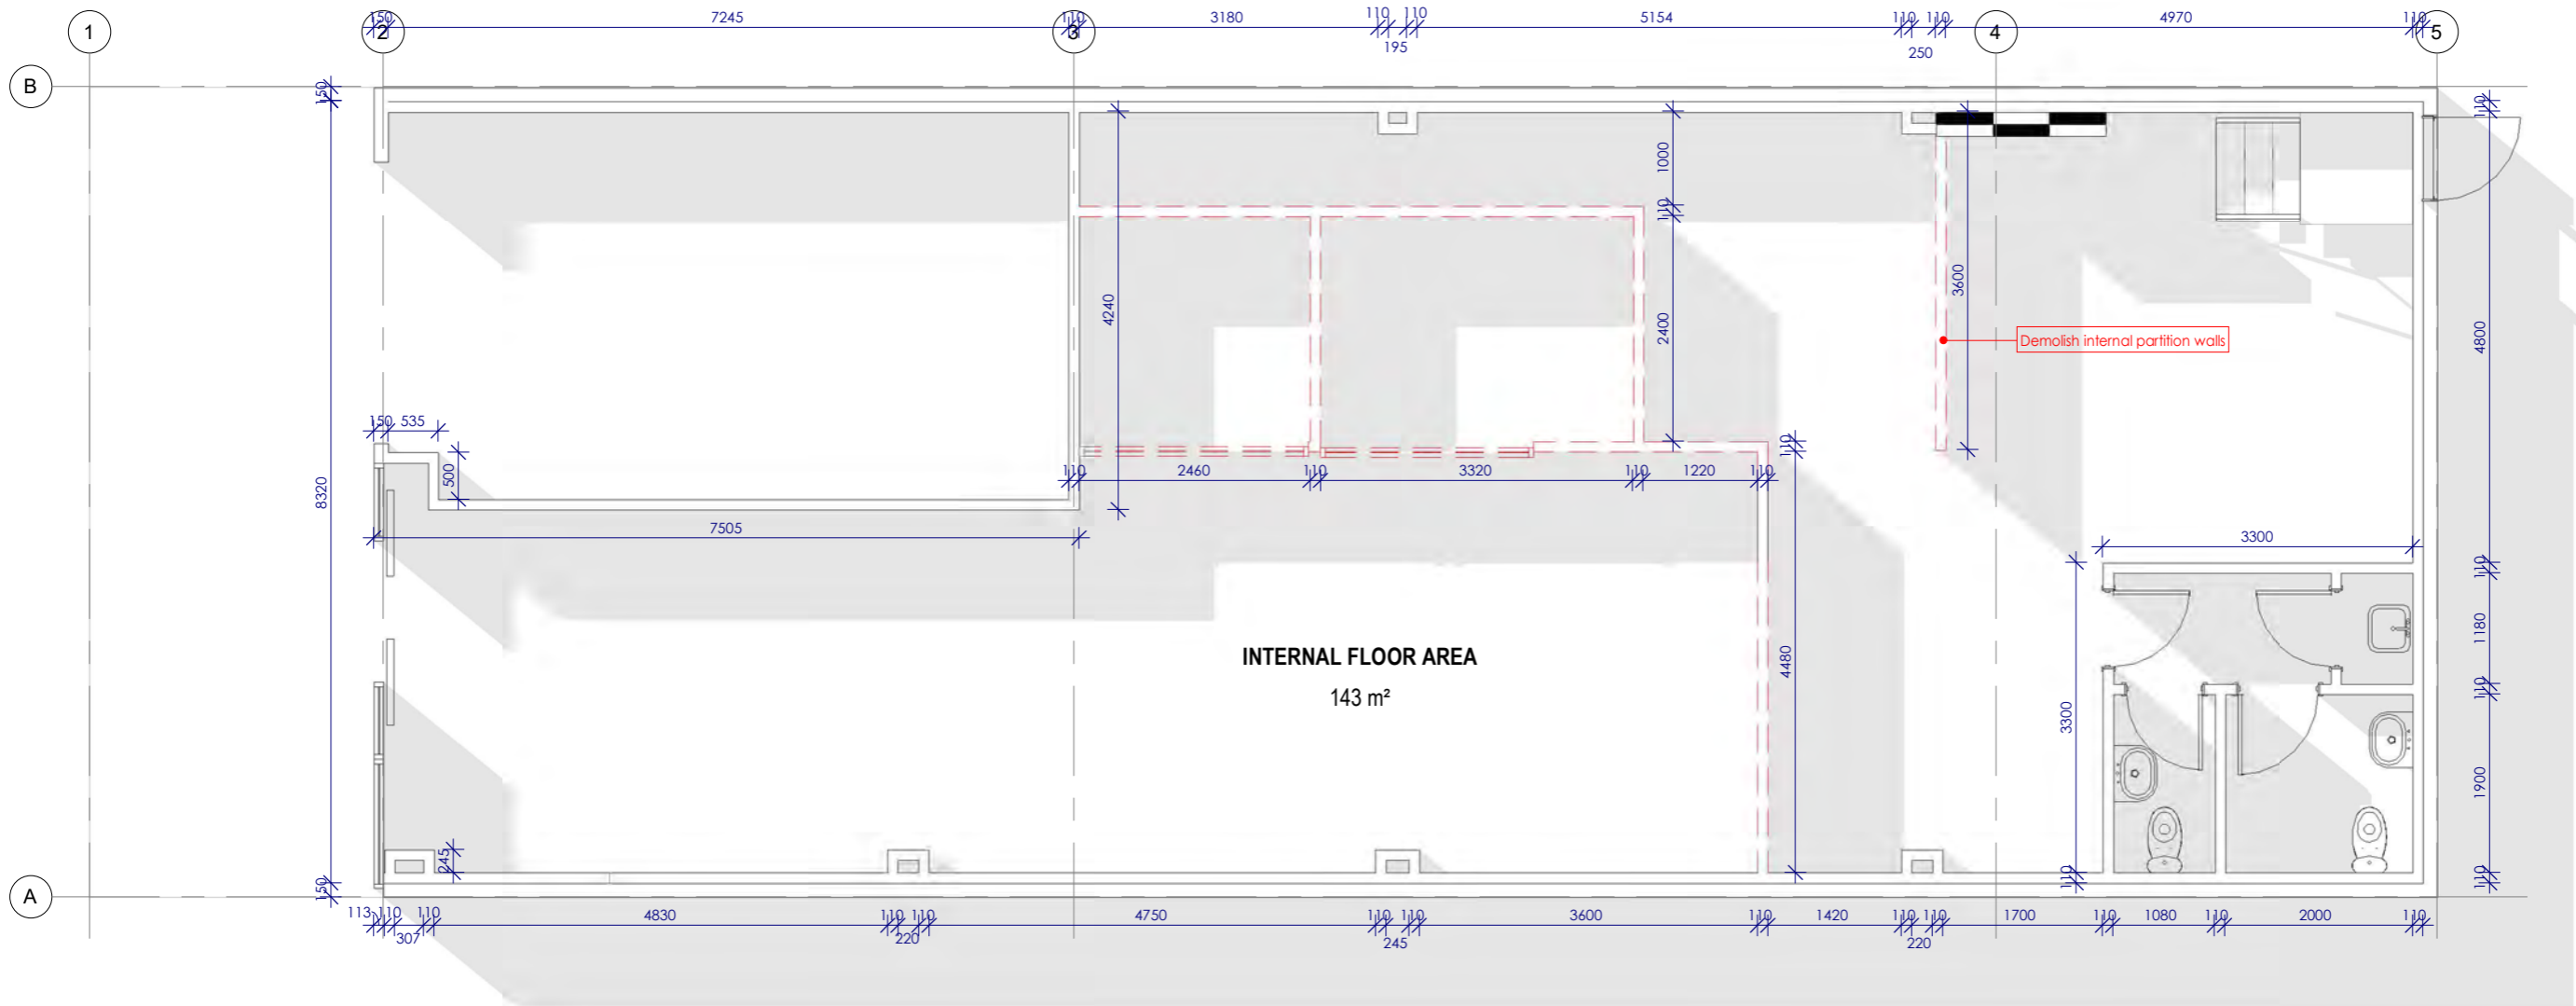 150 7245 110 3180 110 110 5154 110 110 4970 110
195 250
1 2 3 4 5
B
150
110
1000
110
4240
3600
2400
4800
Demolish internal partition walls
150 535
110
500
110 2460 110 3320 110 1220 110
8320
7505
3300
110
1180
INTERNAL FLOOR AREA
143 m²
4480
110
3300
1900
245
150
110
110
A
113 110 110 4830 110 110 4750 110 110 3600 110 1420 110 110 1700 110 1080 110 2000 110
307 220 245 220